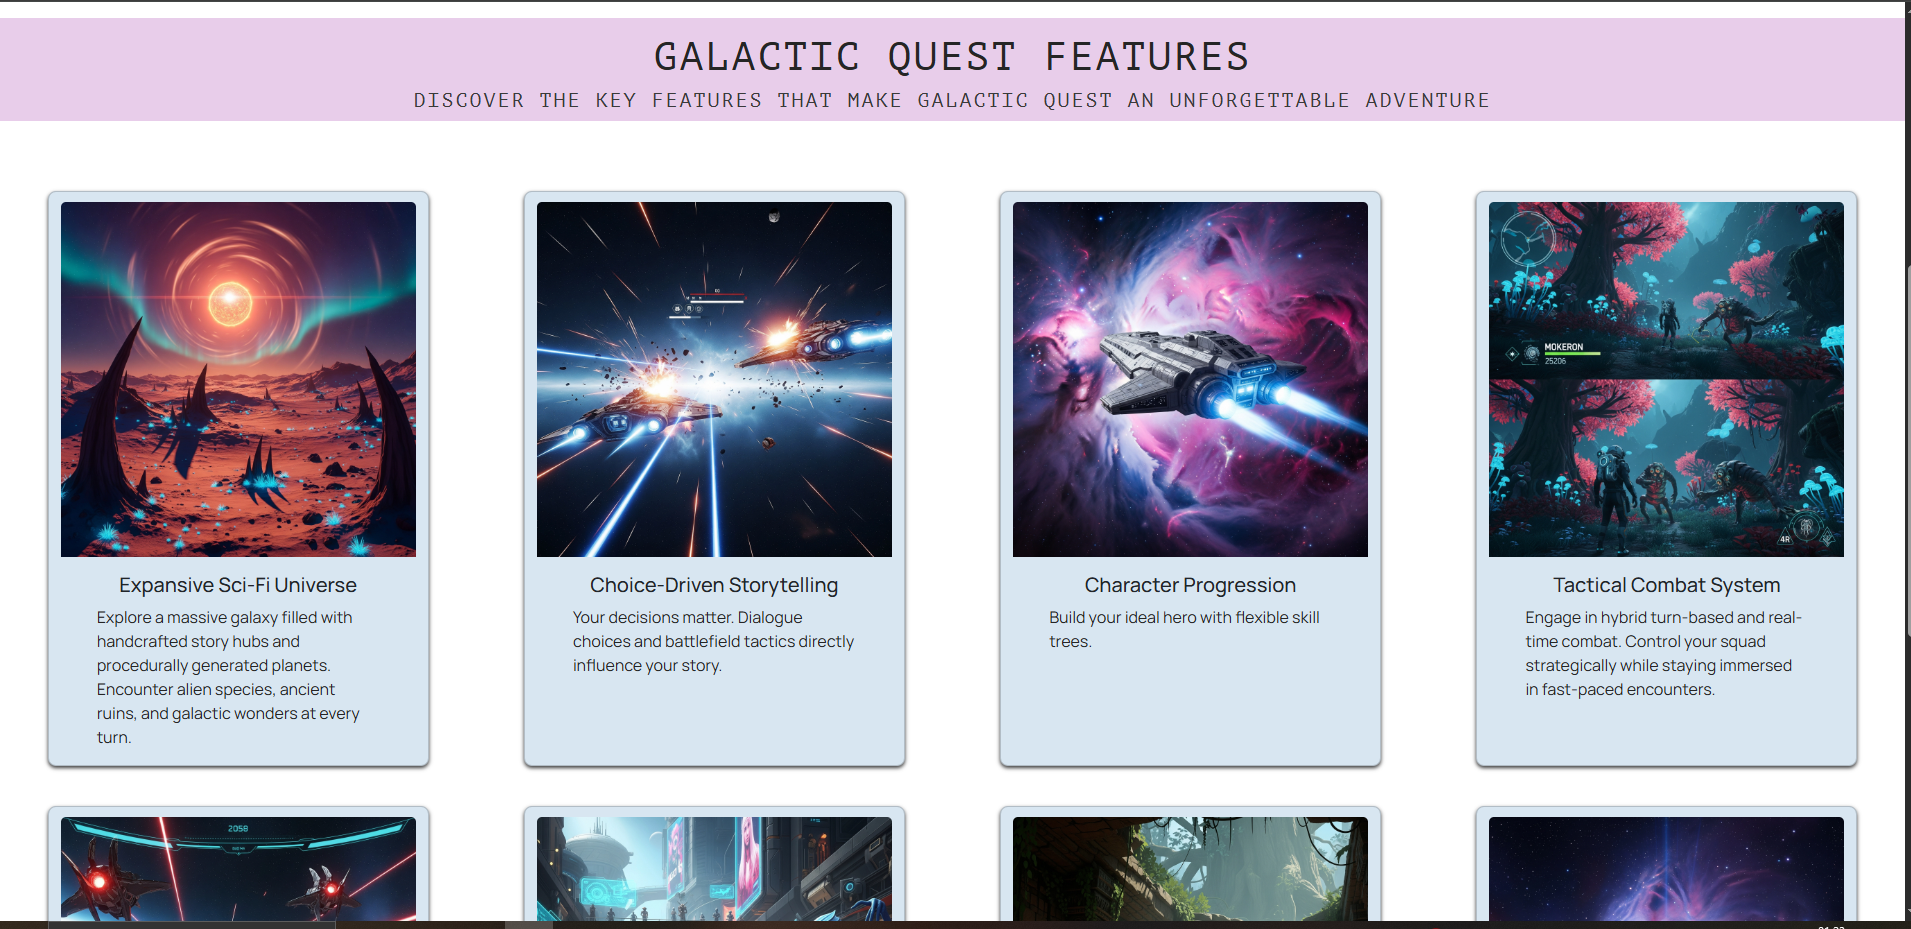 GALACTIC QUEST FEATURES
DISCOVER THE KEY FEATURES THAT MAKE GALACTIC QUEST AN UNFORGETTABLE ADVENTURE
MOKERON
25206
4R
Expansive Sci-Fi Universe
Explore a massive galaxy filled with
handcrafted story hubs and
procedurally generated planets.
Encounter alien species, ancient
ruins, and galactic wonders at every
turn.
Choice-Driven Storytelling
Your decisions matter. Dialogue
choices and battlefield tactics directly
influence your story.
Character Progression
Build your ideal hero with flexible skill
trees.
Tactical Combat System
Engage in hybrid turn-based and real-
time combat. Control your squad
strategically while staying immersed
in fast-paced encounters.
2058